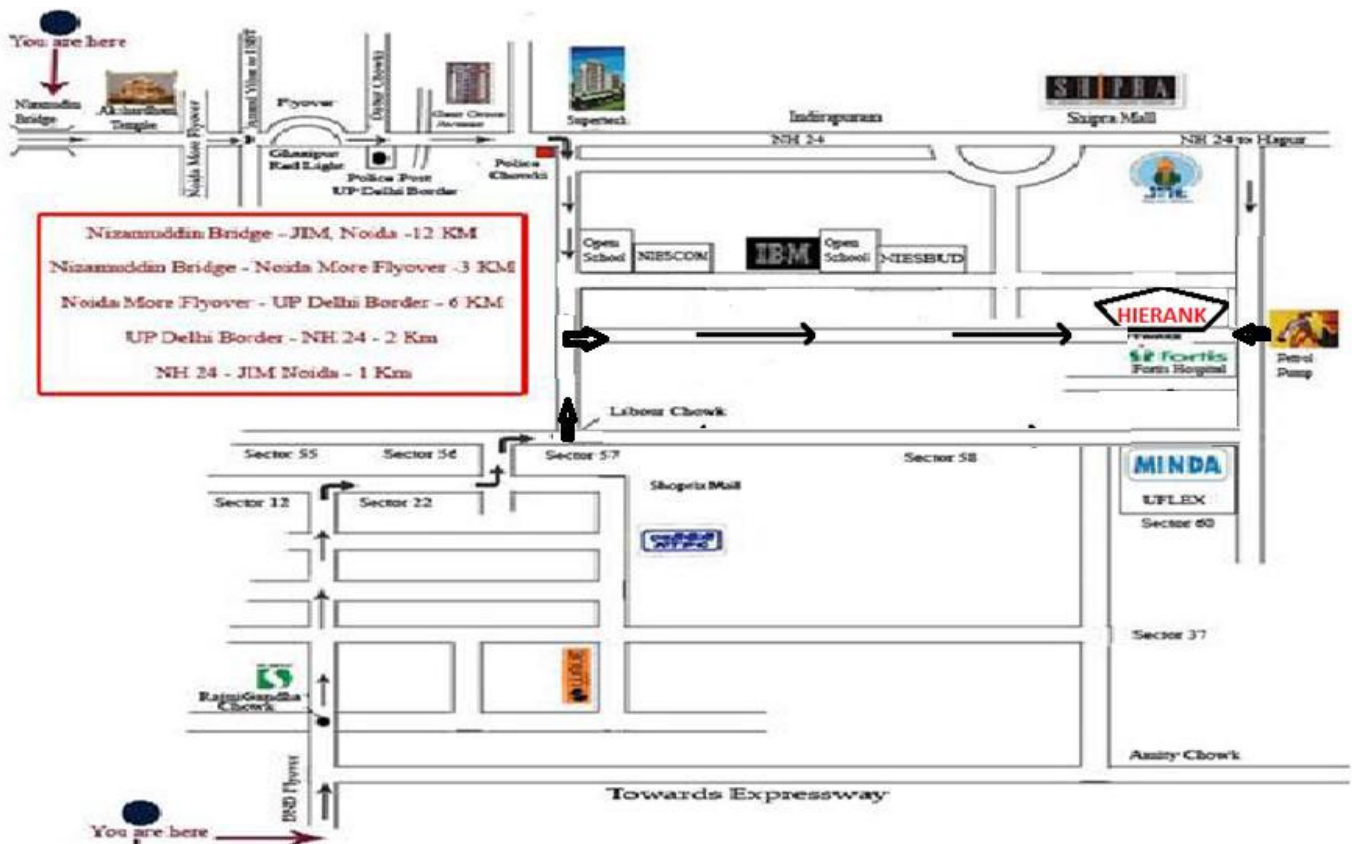 You are here
Nizamuddin
Bridge
Akshardham
Temple
Noida More Flyover
Anand Vihar to ISBT
Flyover
Ghazipur
Red Light
Police Post
UP Delhi Border
Avenue
Police
Chowki
Supertech
Indirapuram
NH 24
SHIPRA
Shipra Mall
NH 24 to Hapur
Nizamuddin Bridge - JIM, Noida -12 KM
Nizamuddin Bridge - Noida More Flyover -3 KM
Noida More Flyover - UP Delhi Border - 6 KM
UP Delhi Border - NH 24 - 2 Km
NH 24 - JIM Noida - 1 Km
Open
School
NIESCOM
IBM
Open
School
NIESBUD
HIERANK
Fortis
Fortis Hospital
Petrol
Pump
Labour Chowk
Sector 55
Sector 56
Sector 57
Sector 58
MINDA
UFLEX
Sector 60
Sector 12
Sector 22
Shoprix Mall
NTPC
Sector 37
RajniGandha
Chowk
DND Flyover
Amity Chowk
Towards Expressway
You are here